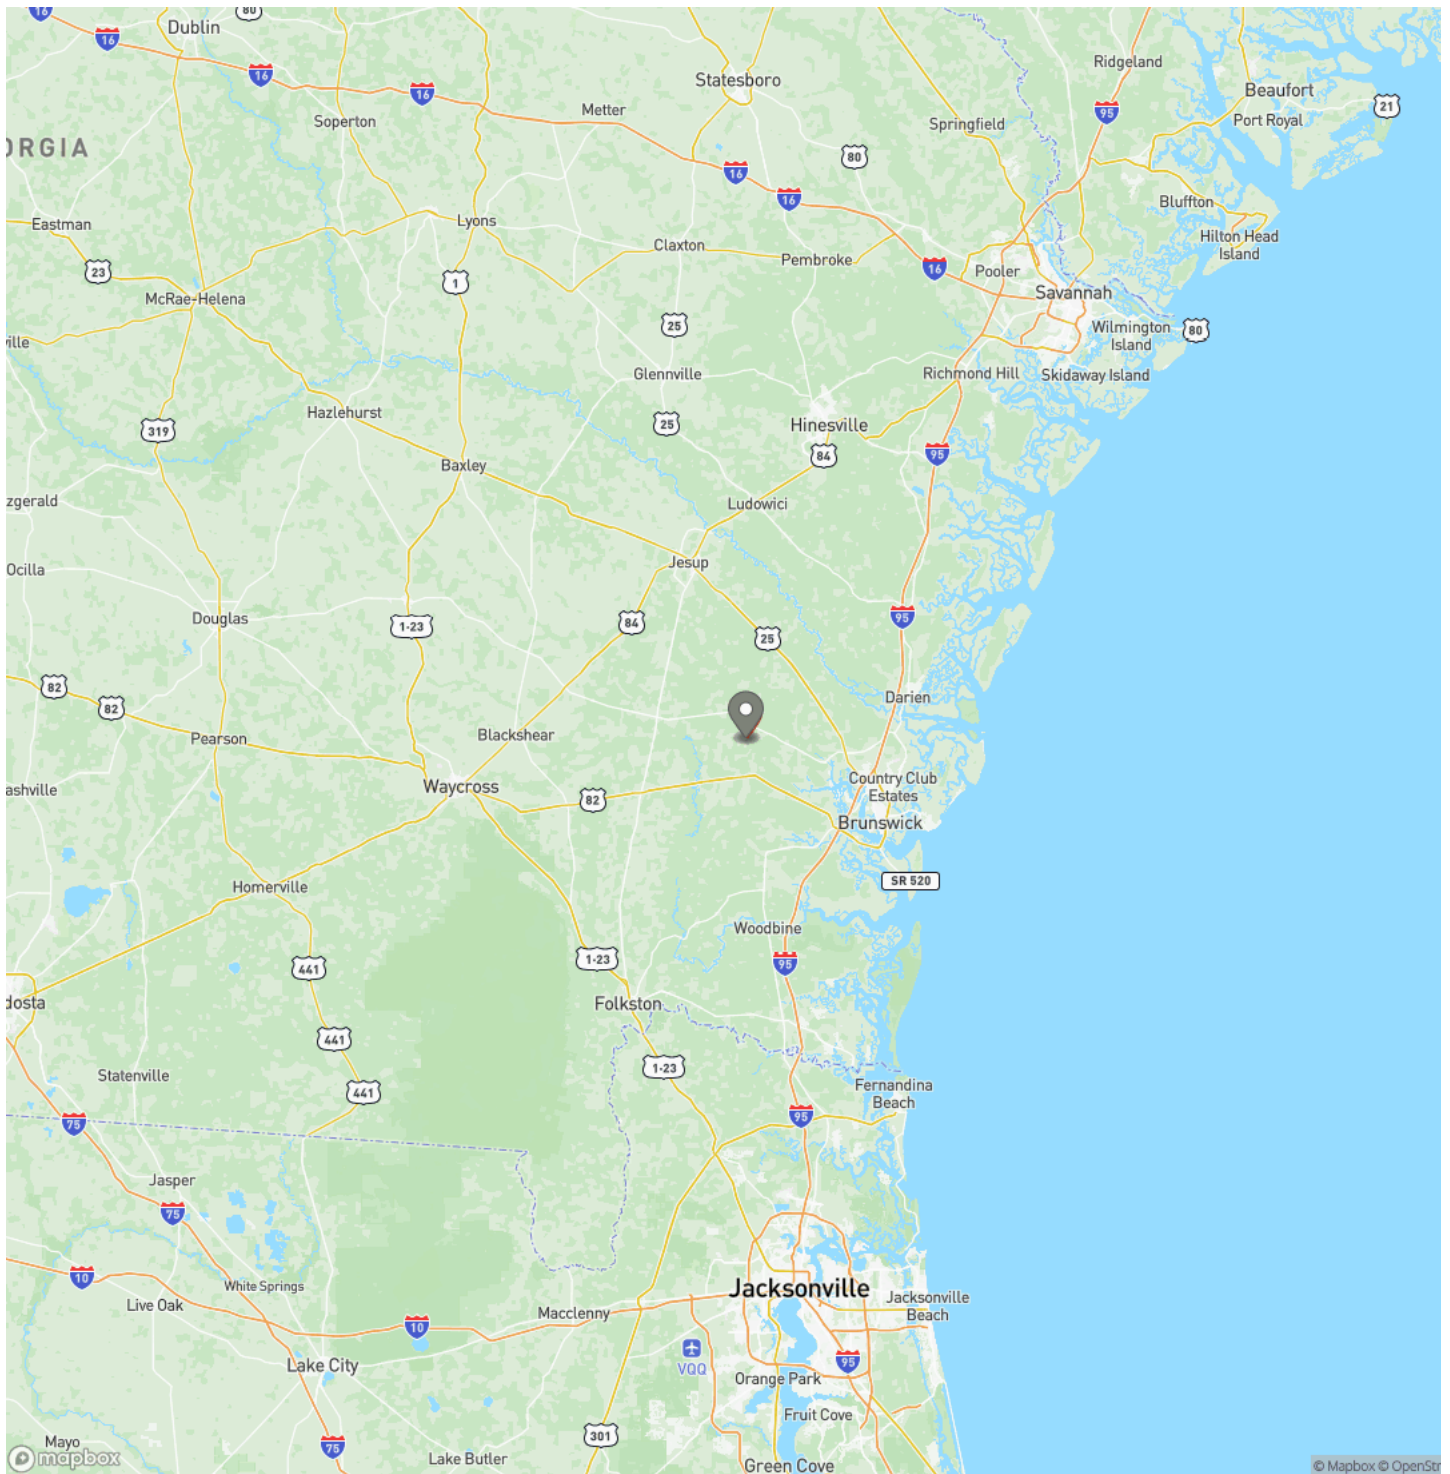 16
Dublin
80
16
16
16
Soperton
Metter
Statesboro
Ridgeland
95
Beaufort
21
Port Royal
Springfield
ORGIA
80
16
16
Bluffton
Hilton Head
Island
Eastman
Lyons
Claxton
Pembroke
16
Pooler
23
1
McRae-Helena
Savannah
25
Wilmington
Island
80
ville
Glennville
Richmond Hill
Skidaway Island
Hazlehurst
319
25
Hinesville
84
95
Baxley
zgerald
Ludowici
Jesup
Ocilla
Douglas
1-23
84
25
95
82
82
Darien
Pearson
Blackshear
Waycross
82
Country Club
Estates
ashville
Brunswick
SR 520
Homerville
Woodbine
441
1-23
95
dosta
Folkston
441
1-23
Statenville
441
Fernandina
Beach
75
95
Jasper
75
10
White Springs
Live Oak
Macclenny
Jacksonville
Jacksonville
Beach
10
Lake City
VQQ
95
Orange Park
Fruit Cove
301
Mayo
75
Lake Butler
Green Cove
mapbox
© Mapbox © OpenStr